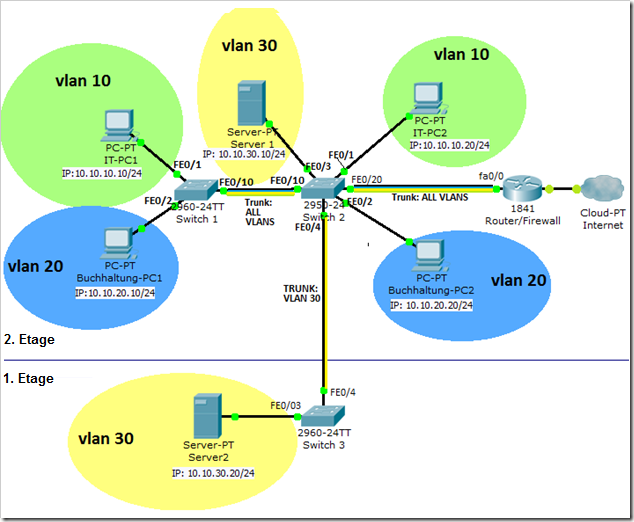 vlan 30
vlan 10
vlan 10
PC-PT
IT-PC1
IP:10.10.10.10/24
Server-PT
Server 1
IP: 10.10.30.10/24
PC-PT
IT-PC2
IP:10.10.10.20/24
FE0/1
FE0/10
FE0/10
FE0/3
FE0/1
FE0/20
fa0/0
FE0/2
2960-24TT
Switch 1
Trunk:
ALL
VLANS
2950-24
Switch 2
FE0/4
FE0/2
Trunk: ALL VLANS
1841
Router/Firewall
Cloud-PT
Internet
vlan 20
PC-PT
Buchhaltung-PC1
IP:10.10.20.10/24
TRUNK:
VLAN 30
PC-PT
Buchhaltung-PC2
IP: 10.10.20.20/24
vlan 20
2. Etage
1. Etage
vlan 30
Server-PT
Server2
IP: 10.10.30.20/24
FE0/03
FE0/4
2960-24TT
Switch 3